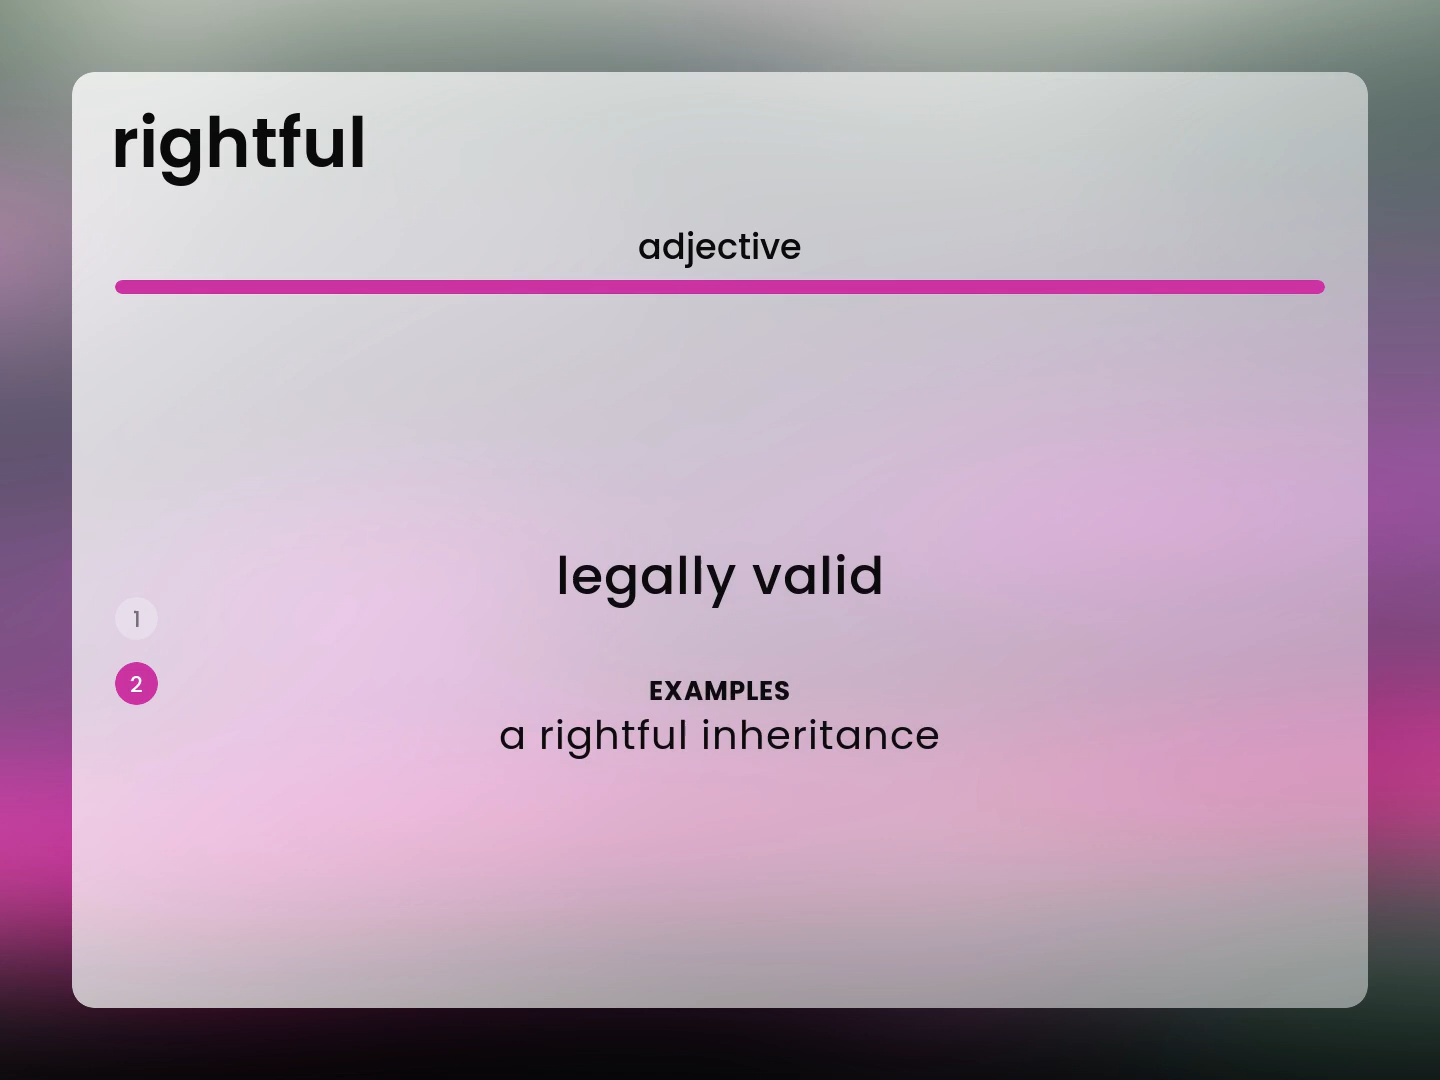 rightful
adjective
legally valid
1
2
EXAMPLES
a rightful inheritance